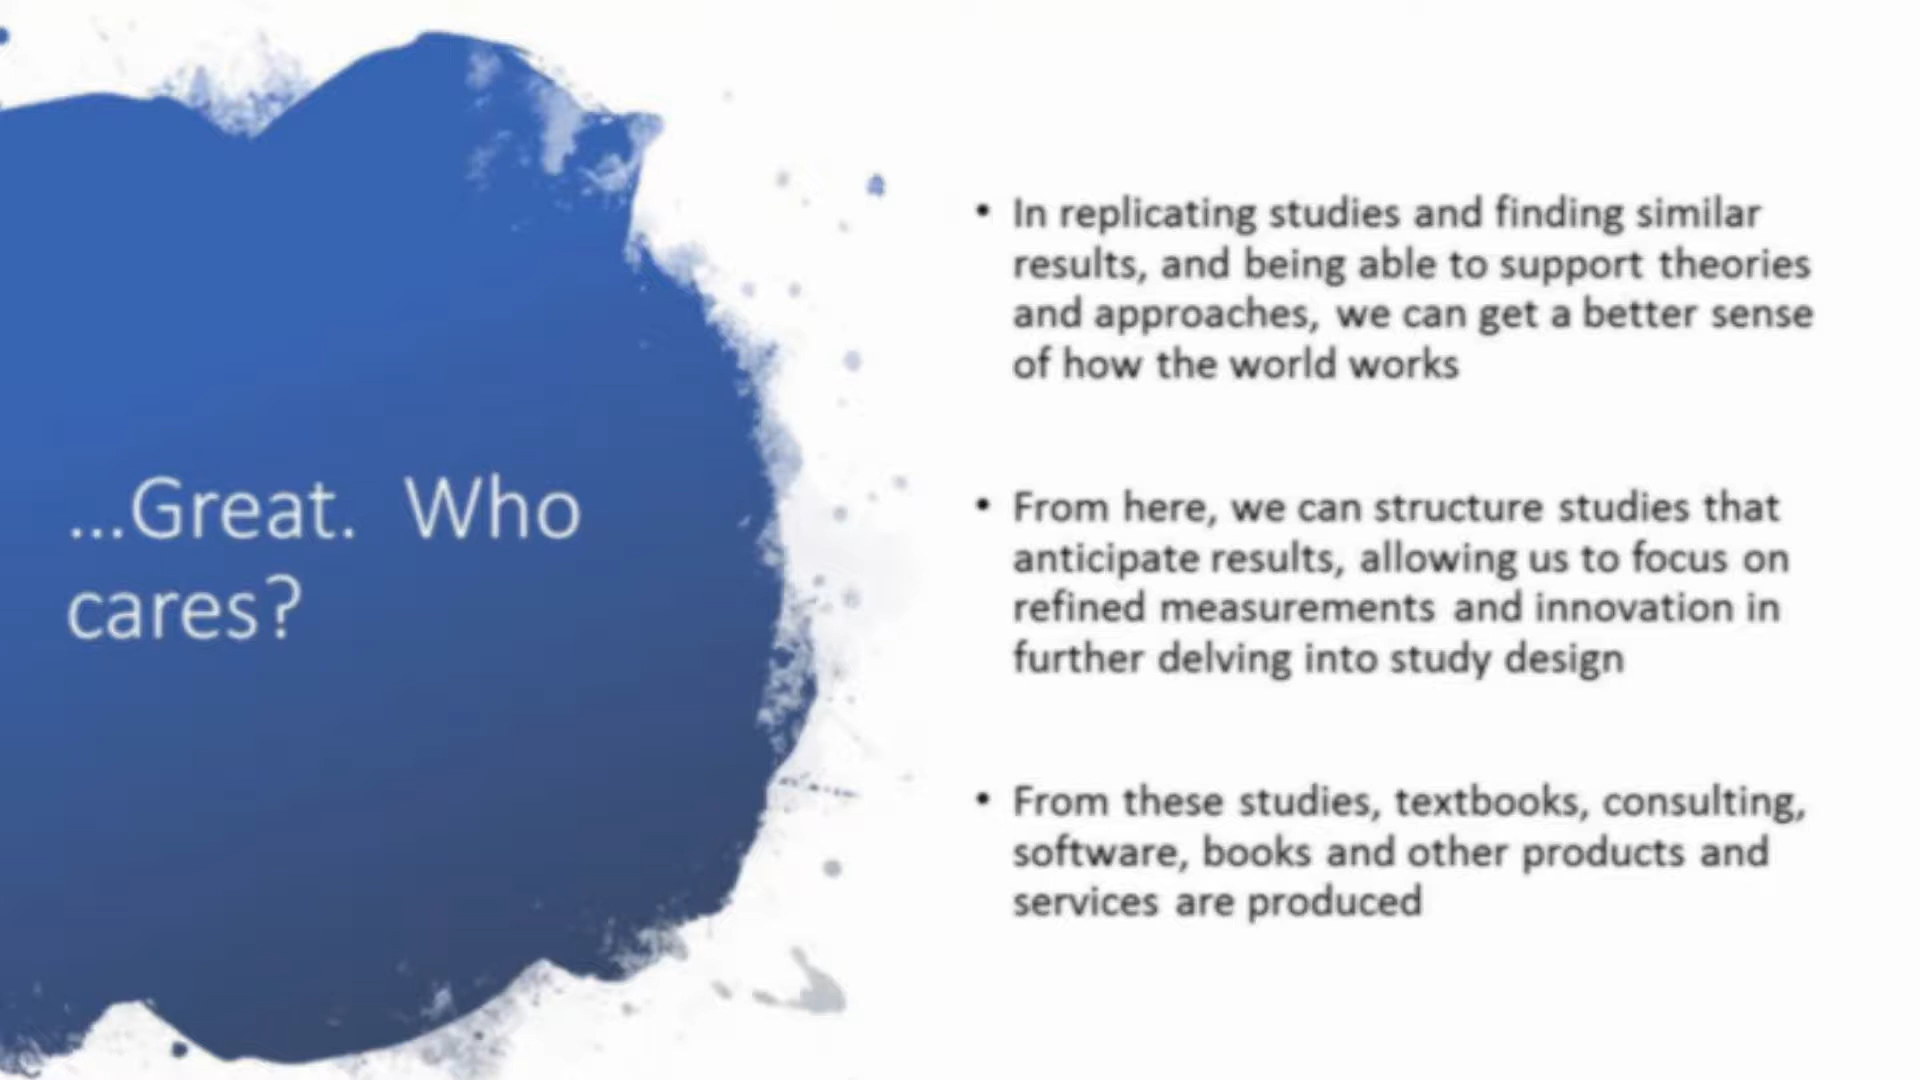 ...Great. Who
cares?
• In replicating studies and finding similar
results, and being able to support theories
and approaches, we can get a better sense
of how the world works
• From here, we can structure studies that
anticipate results, allowing us to focus on
refined measurements and innovation in
further delving into study design
• From these studies, textbooks, consulting,
software, books and other products and
services are produced